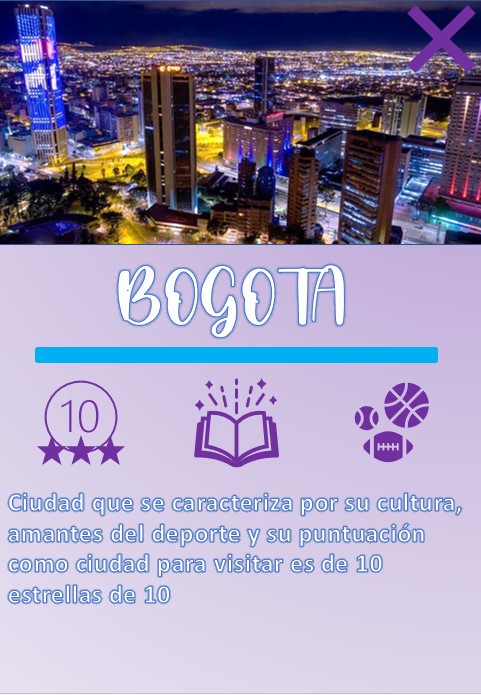 BOGOTA
10
Ciudad que se caracteriza por su cultura,
amantes del deporte y su puntuación
como ciudad para visitar es de 10
estrellas de 10